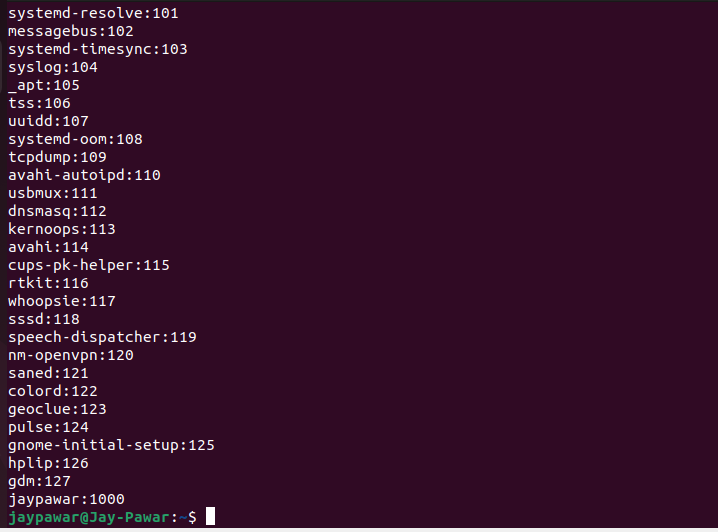 systemd-resolve:101
messagebus:102
systemd-timesync:103
syslog:104
_apt:105
tss:106
uuidd:107
systemd-oom:108
tcpdump:109
avahi-autoipd:110
usbmux:111
dnsmasq:112
kernoops:113
avahi:114
cups-pk-helper:115
rtkit:116
whoopsie:117
sssd:118
speech-dispatcher:119
nm-openvpn:120
saned:121
colord:122
geoclue:123
pulse:124
gnome-initial-setup:125
hplip:126
gdm:127
jaypawar:1000
jaypawar@Jay-Pawar:~$